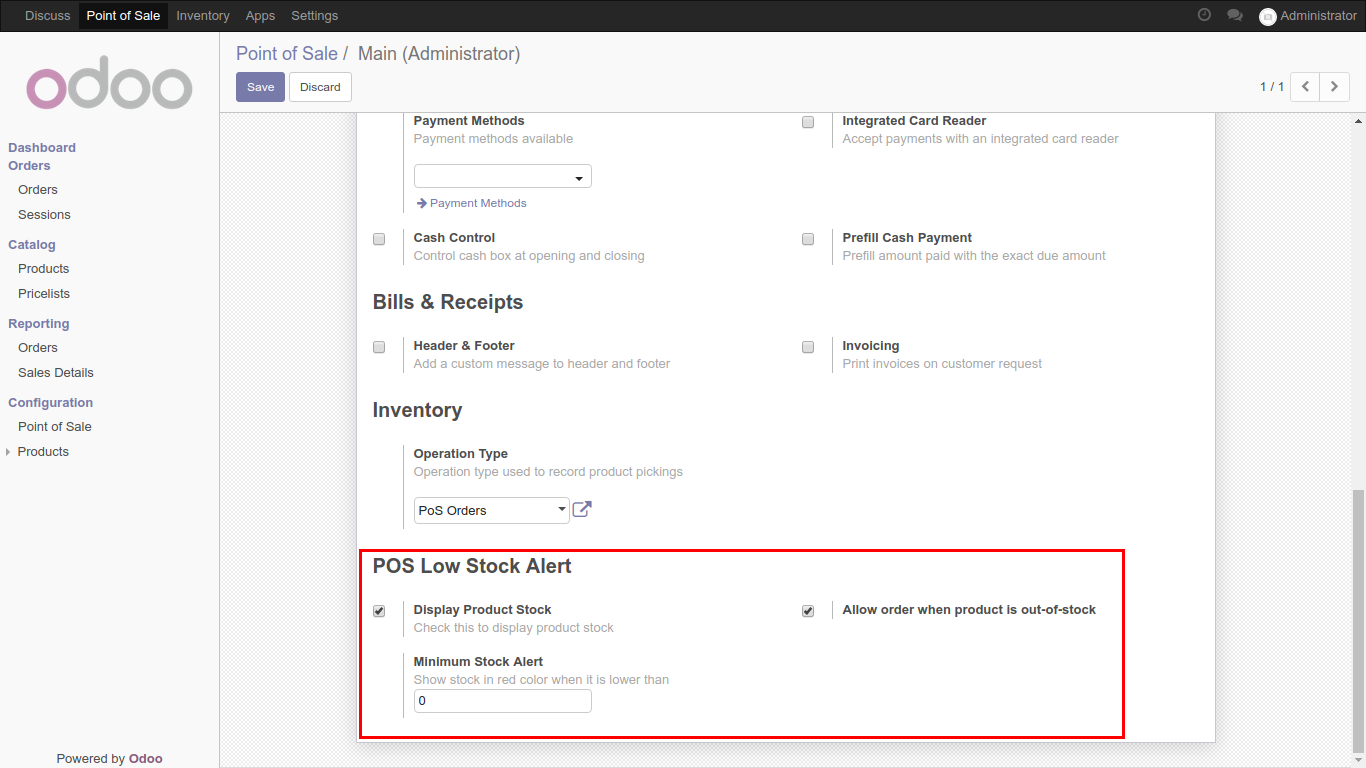 Discuss Point of Sale Inventory Apps Settings Administrator
odoo
Point of Sale / Main (Administrator)
Save Discard 1 / 1
Dashboard
Orders
Orders
Sessions
Catalog
Products
Pricelists
Reporting
Orders
Sales Details
Configuration
Point of Sale
Products
Powered by Odoo
Payment Methods
Payment methods available
Payment Methods
Integrated Card Reader
Accept payments with an integrated card reader
Cash Control
Control cash box at opening and closing
Prefill Cash Payment
Prefill amount paid with the exact due amount
Bills & Receipts
Header & Footer
Add a custom message to header and footer
Invoicing
Print invoices on customer request
Inventory
Operation Type
Operation type used to record product pickings
PoS Orders
POS Low Stock Alert
Display Product Stock
Check this to display product stock
Allow order when product is out-of-stock
Minimum Stock Alert
Show stock in red color when it is lower than
0